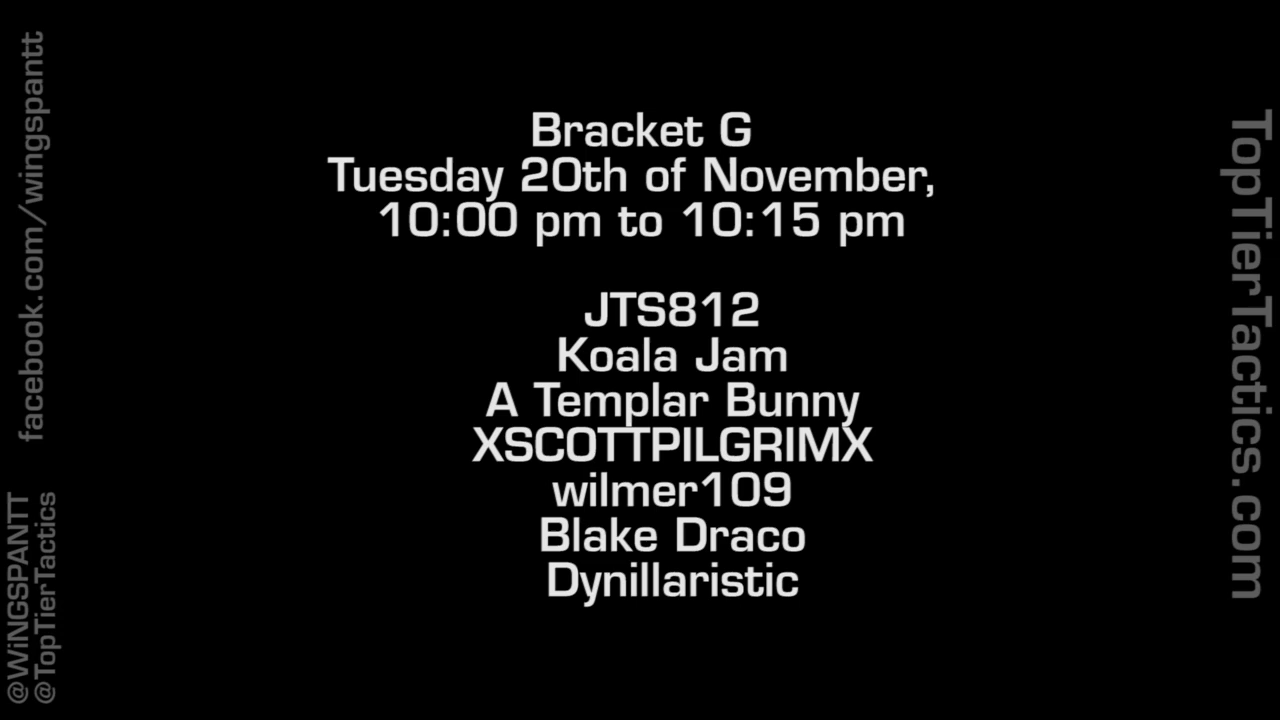 Bracket G
Tuesday 20th of November,
10:00 pm to 10:15 pm
JTS812
Koala Jam
A Templar Bunny
XSCOTTPILGRIMX
wilmer109
Blake Draco
Dynillaristic
facebook.com/wingspantt
@WiNGSPANTT
@TopTierTactics
TopTierTactics.com